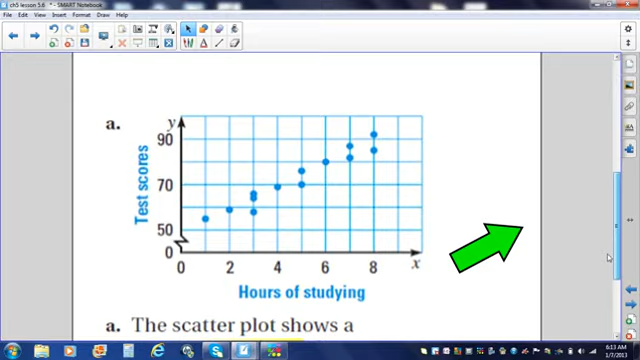 ch5 lesson 5.6 * - SMART Notebook
File Edit View Insert Format Draw Help
a.
y
90
Test scores
70
50
0
0 2 4 6 8 x
Hours of studying
a. The scatter plot shows a
6:13 AM
1/7/2013